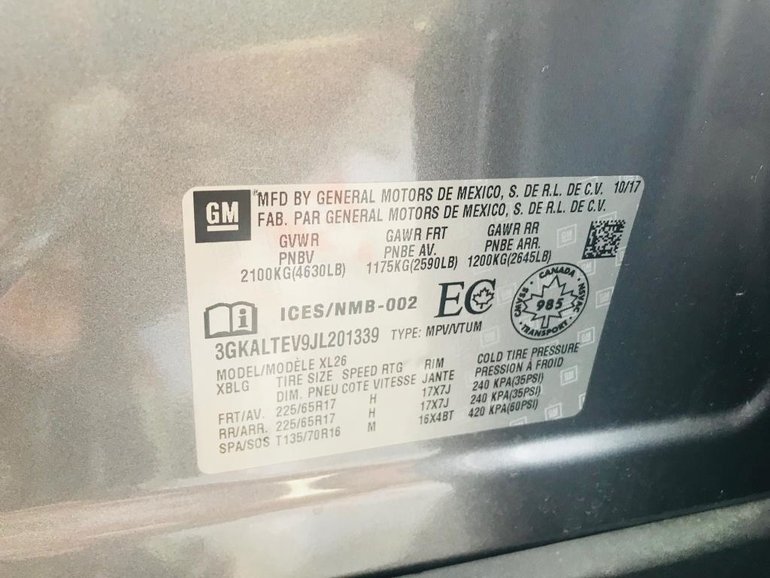 GM
MFD BY GENERAL MOTORS DE MEXICO, S. DE R.L. DE C.V. 10/17
FAB. PAR GENERAL MOTORS DE MEXICO, S. DE R.L. DE C.V.
GVWR GAWR FRT GAWR RR
PNBV PNBE AV. PNBE ARR.
2100KG(4630LB) 1175KG(2590LB) 1200KG(2645LB)
ICES/NMB-002 EC CANADA CMVSS NSVAC 985 TRANSPORT
3GKALTEV9JL201339 TYPE: MPV/VTUM
MODEL/MODÈLE XL26
XBLG TIRE SIZE SPEED RTG RIM COLD TIRE PRESSURE
DIM. PNEU COTE VITESSE JANTE PRESSION À FROID
FRT/AV. 225/65R17 H 17X7J 240 KPA(35PSI)
RR/ARR. 225/65R17 H 17X7J 240 KPA(35PSI)
SPA/SOS T135/70R16 M 16X4BT 420 KPA(60PSI)